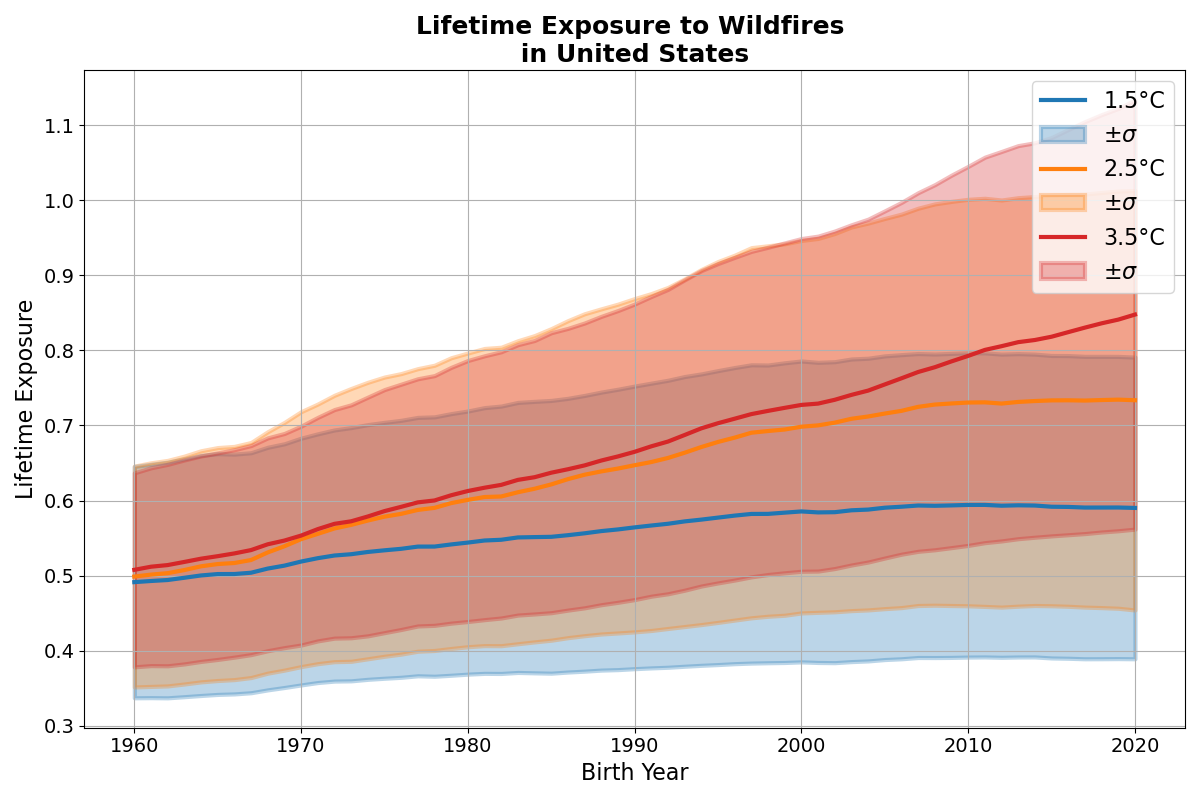 Lifetime Exposure to Wildfires
in United States
1.5°C
±σ
2.5°C
±σ
3.5°C
±σ
Lifetime Exposure
1.1
1.0
0.9
0.8
0.7
0.6
0.5
0.4
0.3
1960 1970 1980 1990 2000 2010 2020
Birth Year